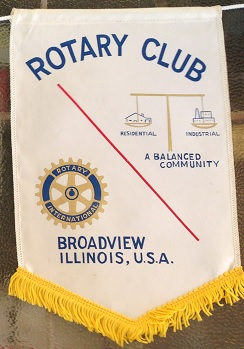 ROTARY CLUB
RESIDENTIAL
INDUSTRIAL
A BALANCED
COMMUNITY
ROTARY
INTERNATIONAL
BROADVIEW
ILLINOIS, U.S.A.